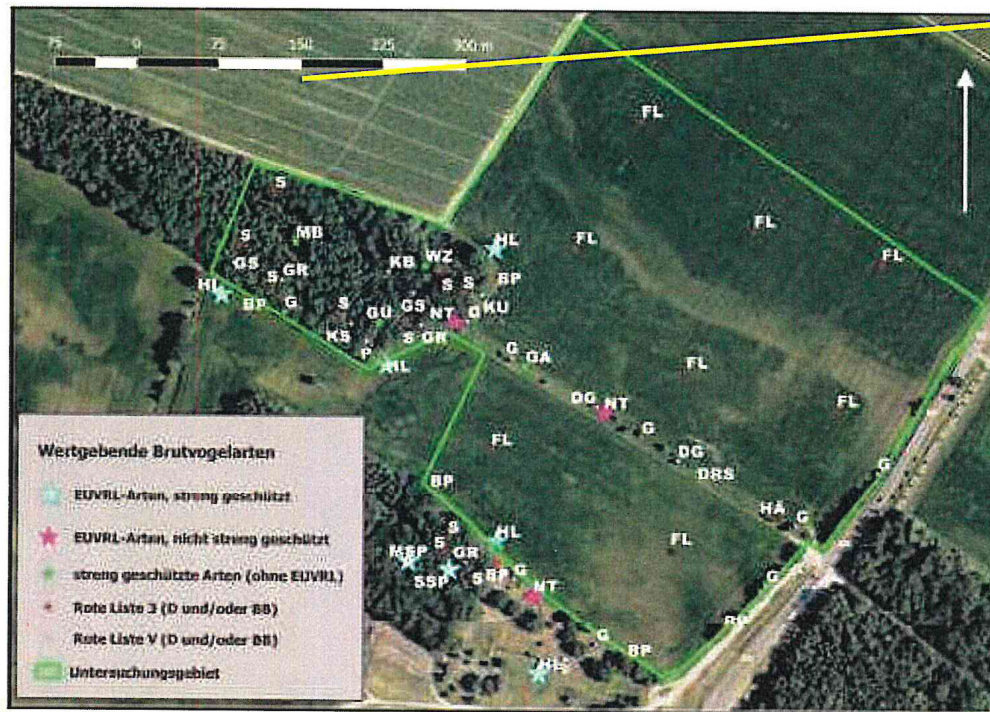 75 0 75 150 225 300 m
FL
FL
S
FL
HL
S
MB
KB
WZ
FL
GS
GR
S
S
S
BP
HL
BP
G
S
GU
GS
NT
G
KU
KS
S
GR
P
HL
G
GA
FL
DG
NT
FL
G
FL
DG
DRS
G
BP
HÄ
G
S
HL
S
GR
FL
MSP
SSP
S
BP
G
G
NT
G
BP
HL
Wertgebende Brutvogelarten
EUVRL-Arten, streng geschützt
EUVRL-Arten, nicht streng geschützt
streng geschützte Arten (ohne EUVRL)
Rote Liste 3 (D und/oder BB)
Rote Liste V (D und/oder BB)
Untersuchungsgebiet